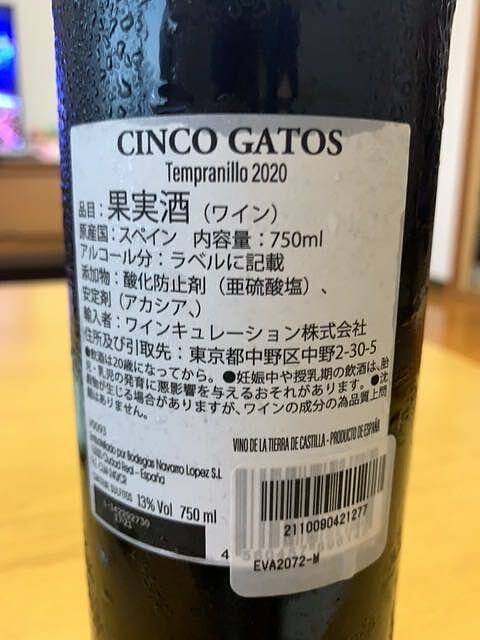 CINCO GATOS
Tempranillo 2020
品目：果実酒（ワイン）
原産国：スペイン 内容量：750ml
アルコール分：ラベルに記載
添加物：酸化防止剤（亜硫酸塩）、
安定剤（アカシア、）
輸入者：ワインキュレーション株式会社
住所及び引取先：東京都中野区中野2-30-5
●飲酒は20歳になってから。●妊娠中や授乳期の飲酒は、胎
児・乳児の発育に悪影響を与えるおそれがあります。●沈
殿物が生じる場合がありますが、ワインの成分の為品質上問
題はありません。
VINO DE LA TIERRA DE CASTILLA - PRODUCTO DE ESPAÑA
Embotellado por Bodegas Navarro Lopez S.L
Ciudad Real - España
13% Vol 750 ml
2110090421277
EVA2072-M